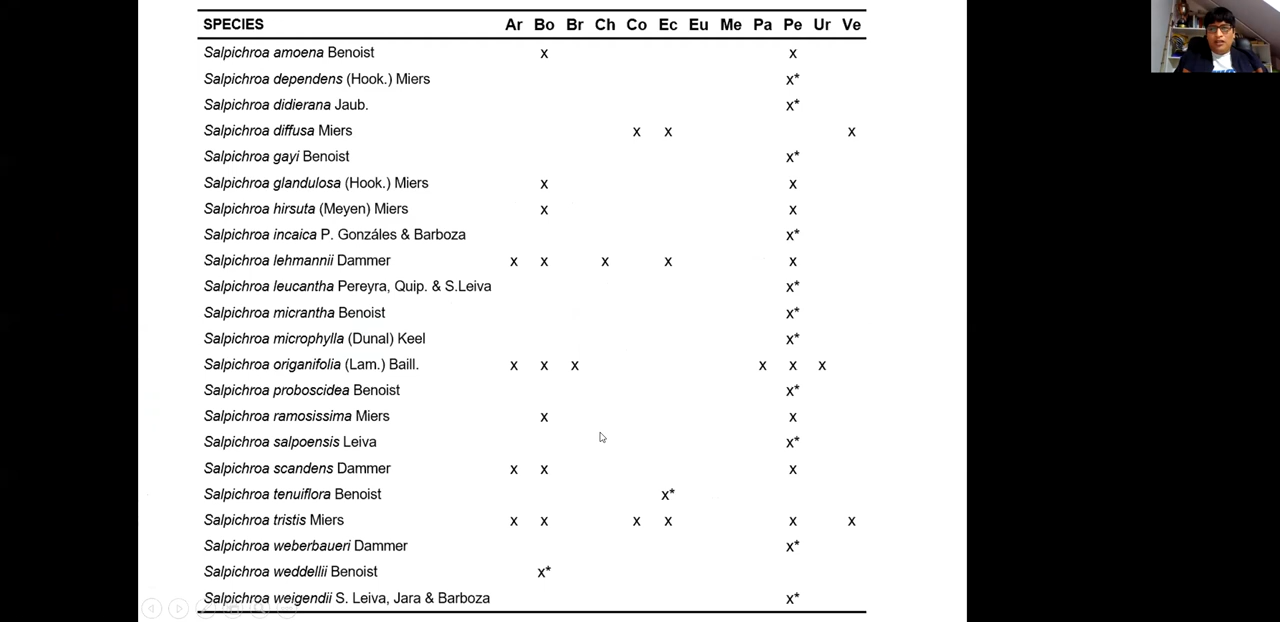 SPECIES Ar Bo Br Ch Co Ec Eu Me Pa Pe Ur Ve
Salpichroa amoena Benoist x x
Salpichroa dependens (Hook.) Miers x*
Salpichroa didierana Jaub. x*
Salpichroa diffusa Miers x x x
Salpichroa gayi Benoist x*
Salpichroa glandulosa (Hook.) Miers x x
Salpichroa hirsuta (Meyen) Miers x x
Salpichroa incaica P. Gonzáles & Barboza x*
Salpichroa lehmannii Dammer x x x x x
Salpichroa leucantha Pereyra, Quip. & S.Leiva x*
Salpichroa micrantha Benoist x*
Salpichroa microphylla (Dunal) Keel x*
Salpichroa origanifolia (Lam.) Baill. x x x x x x
Salpichroa proboscidea Benoist x*
Salpichroa ramosissima Miers x x
Salpichroa salpoensis Leiva x*
Salpichroa scandens Dammer x x x
Salpichroa tenuiflora Benoist x*
Salpichroa tristis Miers x x x x x x
Salpichroa weberbaueri Dammer x*
Salpichroa weddellii Benoist x*
Salpichroa weigendii S. Leiva, Jara & Barboza x*